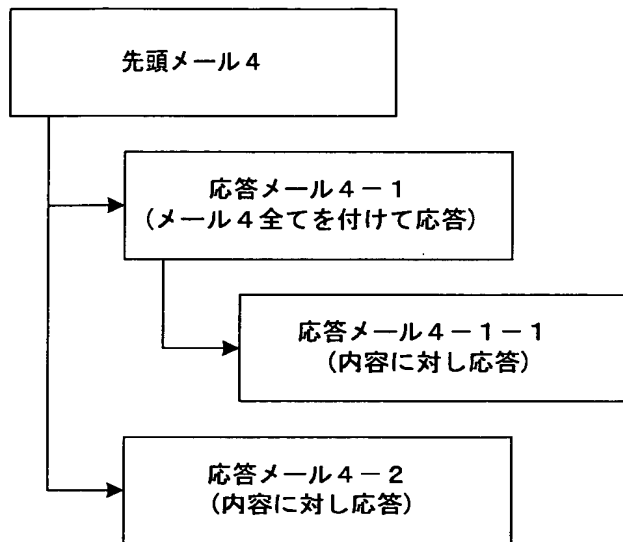 先頭メール４
応答メール４－１
（メール４全てを付けて応答）
応答メール４－１－１
（内容に対し応答）
応答メール４－２
（内容に対し応答）